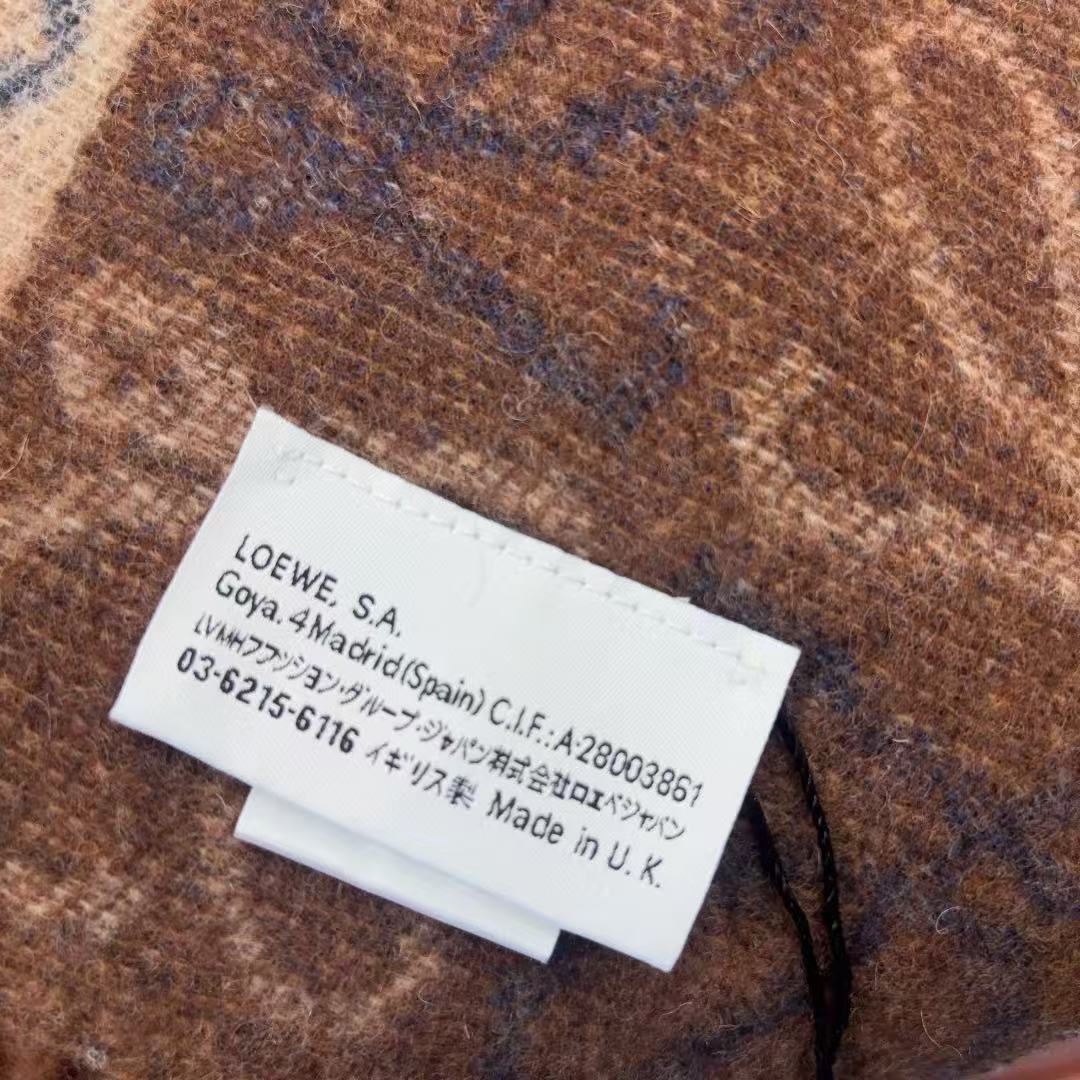 LOEWE, S.A.
Goya. 4 Madrid (Spain) C.I.F.: A-28003861
LVMHファッション・グループ・ジャパン株式会社ロエベジャパン
03-6215-6116 イギリス製 Made in U. K.